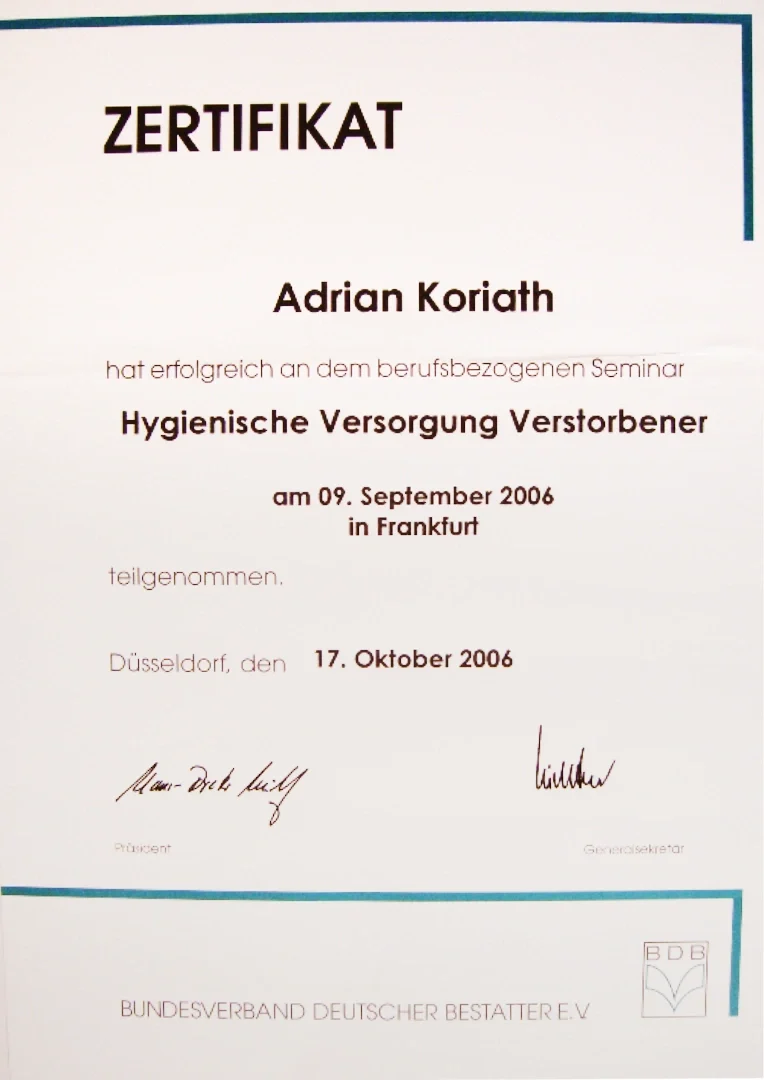 ZERTIFIKAT
Adrian Koriath
hat erfolgreich an dem berufsbezogenen Seminar
Hygienische Versorgung Verstorbener
am 09. September 2006
in Frankfurt
teilgenommen.
Düsseldorf, den 17. Oktober 2006
Präsident Generalsekretär
BDB
BUNDESVERBAND DEUTSCHER BESTATTER E.V.